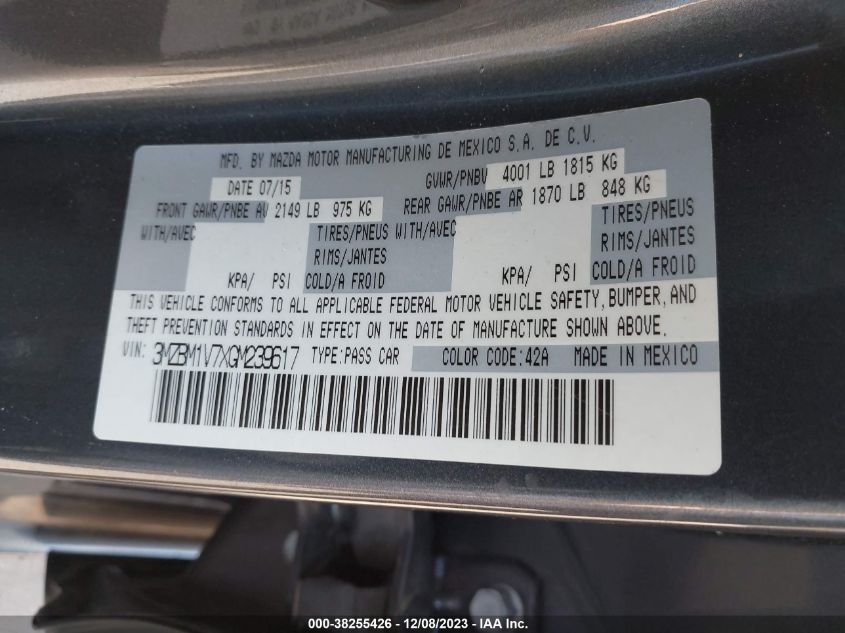 MFD. BY MAZDA MOTOR MANUFACTURING DE MEXICO S.A. DE C.V.
DATE 07/15 GVWR/PNBV 4001 LB 1815 KG
FRONT GAWR/PNBE AV 2149 LB 975 KG REAR GAWR/PNBE AR 1870 LB 848 KG
WITH/AVEC TIRES/PNEUS WITH/AVEC TIRES/PNEUS
RIMS/JANTES RIMS/JANTES
KPA/ PSI COLD/A FROID KPA/ PSI COLD/A FROID
THIS VEHICLE CONFORMS TO ALL APPLICABLE FEDERAL MOTOR VEHICLE SAFETY, BUMPER, AND
THEFT PREVENTION STANDARDS IN EFFECT ON THE DATE OF MANUFACTURE SHOWN ABOVE.
VIN: 3MZBM1V7XGM239617 TYPE:PASS CAR COLOR CODE:42A MADE IN MEXICO
000-38255426 - 12/08/2023 - IAA Inc.